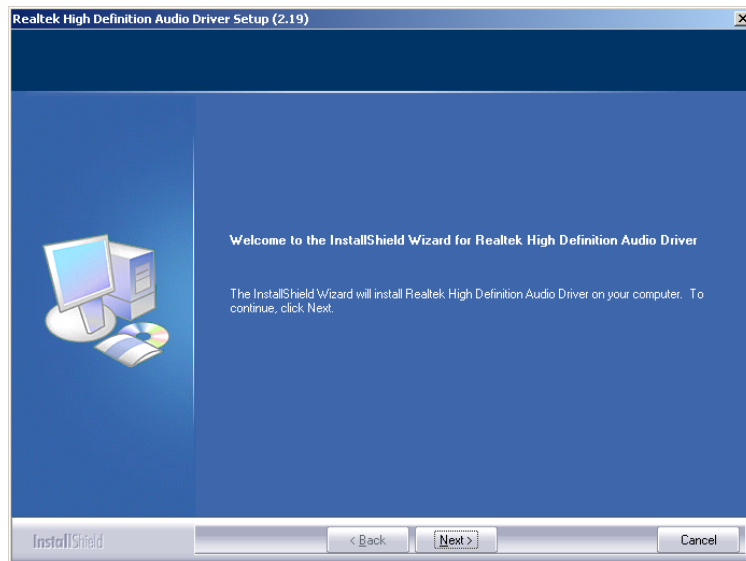 Realtek High Definition Audio Driver Setup (2.19)
Welcome to the InstallShield Wizard for Realtek High Definition Audio Driver
The InstallShield Wizard will install Realtek High Definition Audio Driver on your computer. To
continue, click Next.
InstallShield
< Back
Next >
Cancel